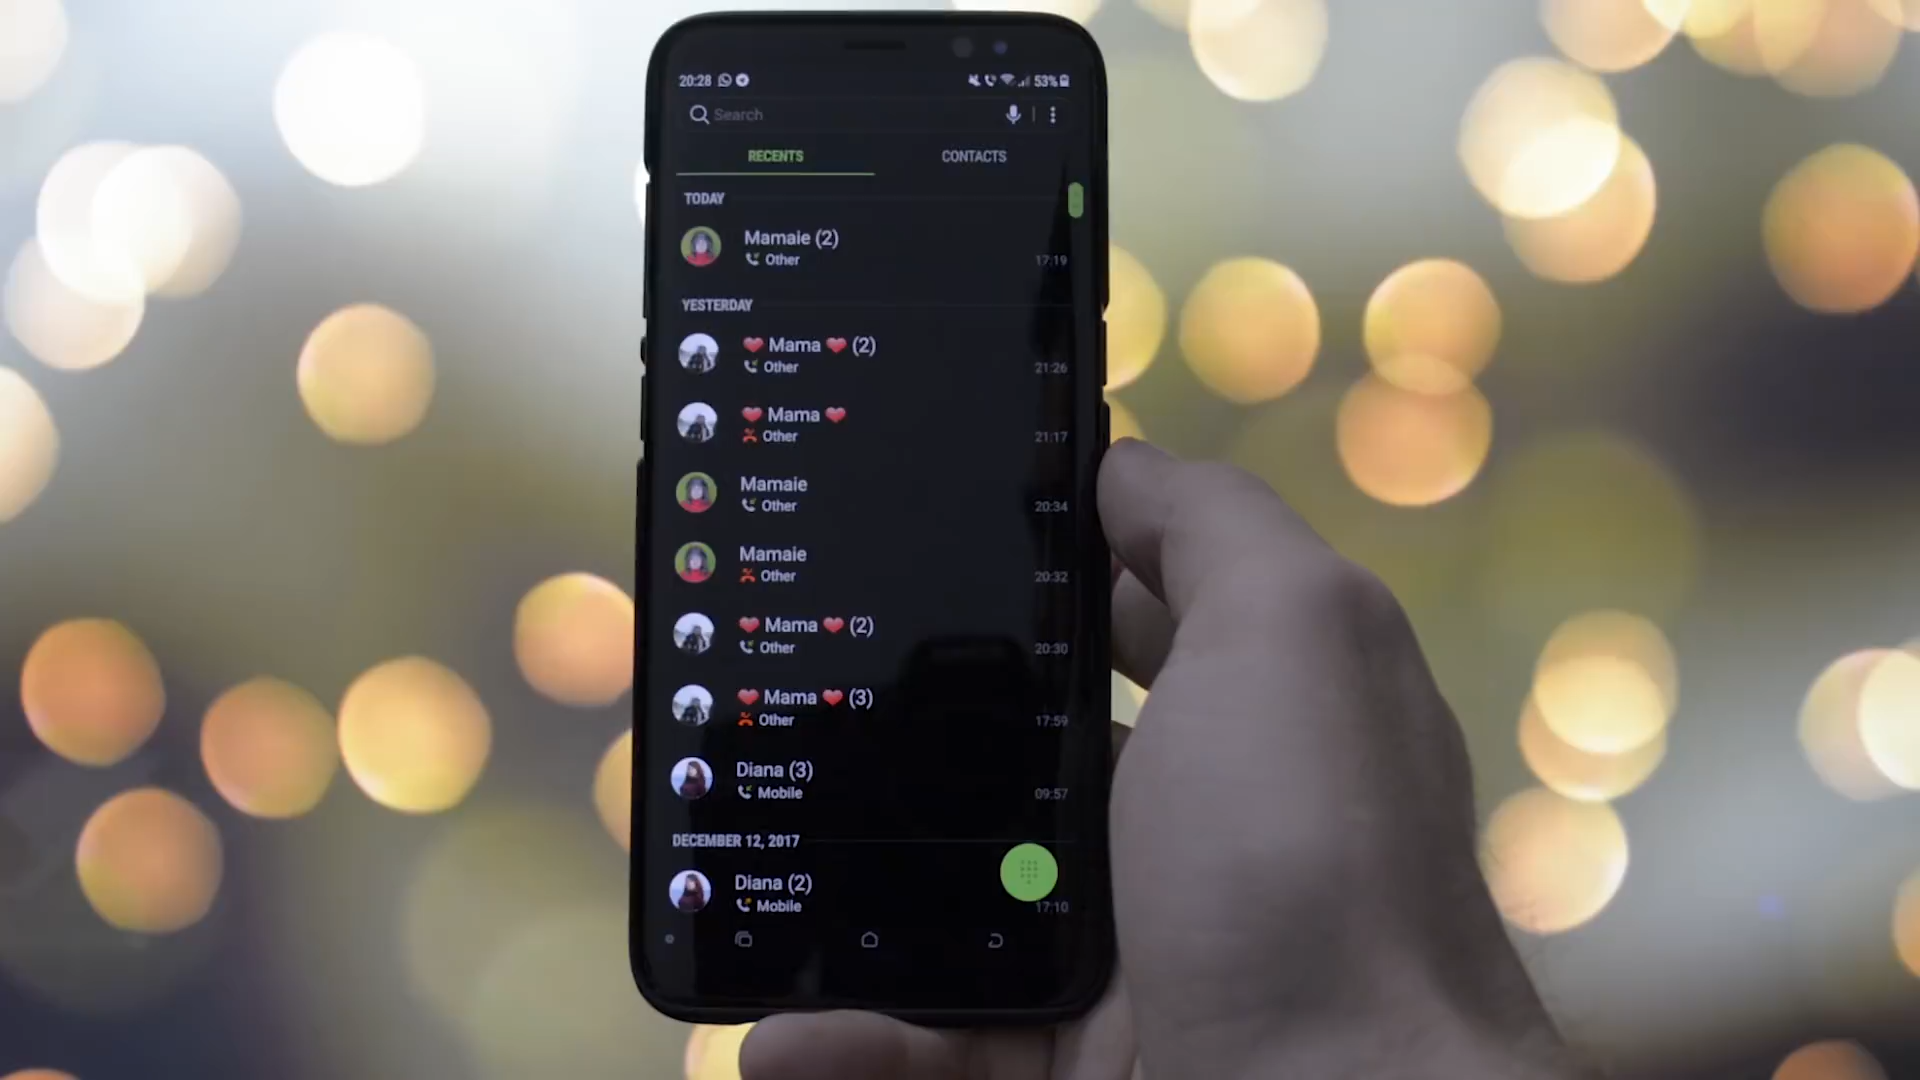 20:28 53%
Search
RECENTS CONTACTS
TODAY
Mamaie (2)
Other 17:19
YESTERDAY
❤ Mama ❤ (2)
Other 21:26
❤ Mama ❤
Other 21:17
Mamaie
Other 20:34
Mamaie
Other 20:32
❤ Mama ❤ (2)
Other 20:30
❤ Mama ❤ (3)
Other 17:59
Diana (3)
Mobile 09:57
DECEMBER 12, 2017
Diana (2)
Mobile 17:10